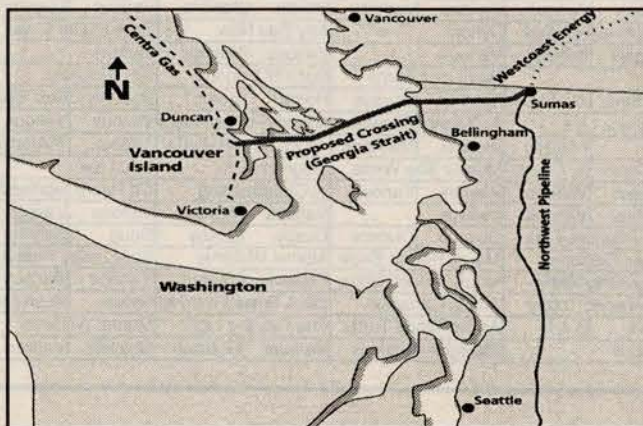 Vancouver
Centra Gas
Westcoast Energy
N
Sumas
Duncan
Proposed Crossing
(Georgia Strait)
Bellingham
Vancouver
Island
Victoria
Northwest Pipeline
Washington
Seattle